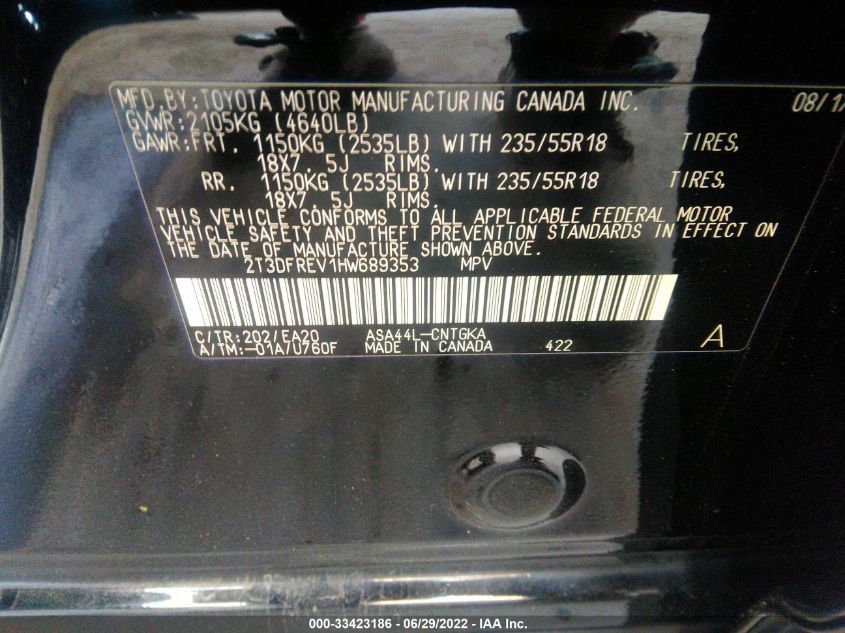 MFD.BY:TOYOTA MOTOR MANUFACTURING CANADA INC. 08/1
GVWR:2105KG (4640LB)
GAWR:FRT. 1150KG (2535LB) WITH 235/55R18 TIRES,
18X7.5J RIMS.
RR. 1150KG (2535LB) WITH 235/55R18 TIRES,
18X7.5J RIMS.
THIS VEHICLE CONFORMS TO ALL APPLICABLE FEDERAL MOTOR
VEHICLE SAFETY AND THEFT PREVENTION STANDARDS IN EFFECT ON
THE DATE OF MANUFACTURE SHOWN ABOVE.
2T3DFREV1HW689353 MPV
C/TR:202/EA20 ASA44L-CNTGKA
A/TM:-01A/U760F MADE IN CANADA 422 A
000-33423186 - 06/29/2022 - IAA Inc.